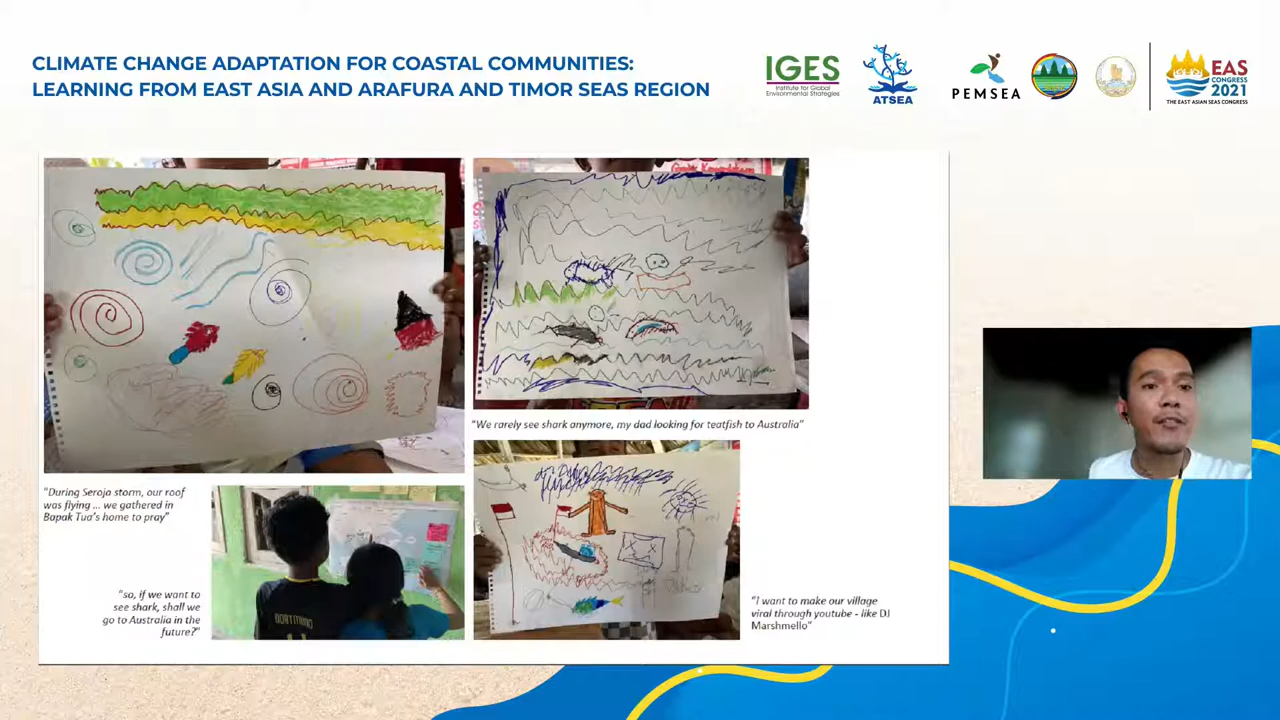 CLIMATE CHANGE ADAPTATION FOR COASTAL COMMUNITIES:
LEARNING FROM EAST ASIA AND ARAFURA AND TIMOR SEAS REGION
IGES
Institute for Global
Environmental Strategies
ATSEA
PEMSEA
EAS
CONGRESS
2021
THE EAST ASIAN SEAS CONGRESS
"We rarely see shark anymore, my dad looking for teatfish to Australia"
"During Seroja storm, our roof
was flying ... we gathered in
Bapak Tua's home to pray"
"so, if we want to
see shark, shall we
go to Australia in the
future?"
"I want to make our village
viral through youtube - like DJ
Marshmello"